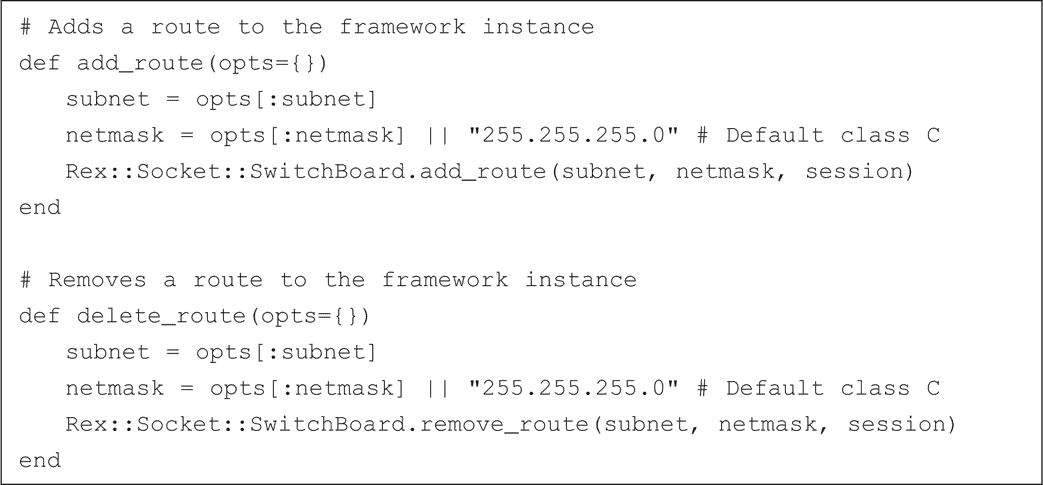 # Adds a route to the framework instance
def add_route(opts={})
subnet = opts[:subnet]
netmask = opts[:netmask] || "255.255.255.0" # Default class C
Rex::Socket::SwitchBoard.add_route(subnet, netmask, session)
end
# Removes a route to the framework instance
def delete_route(opts={})
subnet = opts[:subnet]
netmask = opts[:netmask] || "255.255.255.0" # Default class C
Rex::Socket::SwitchBoard.remove_route(subnet, netmask, session)
end